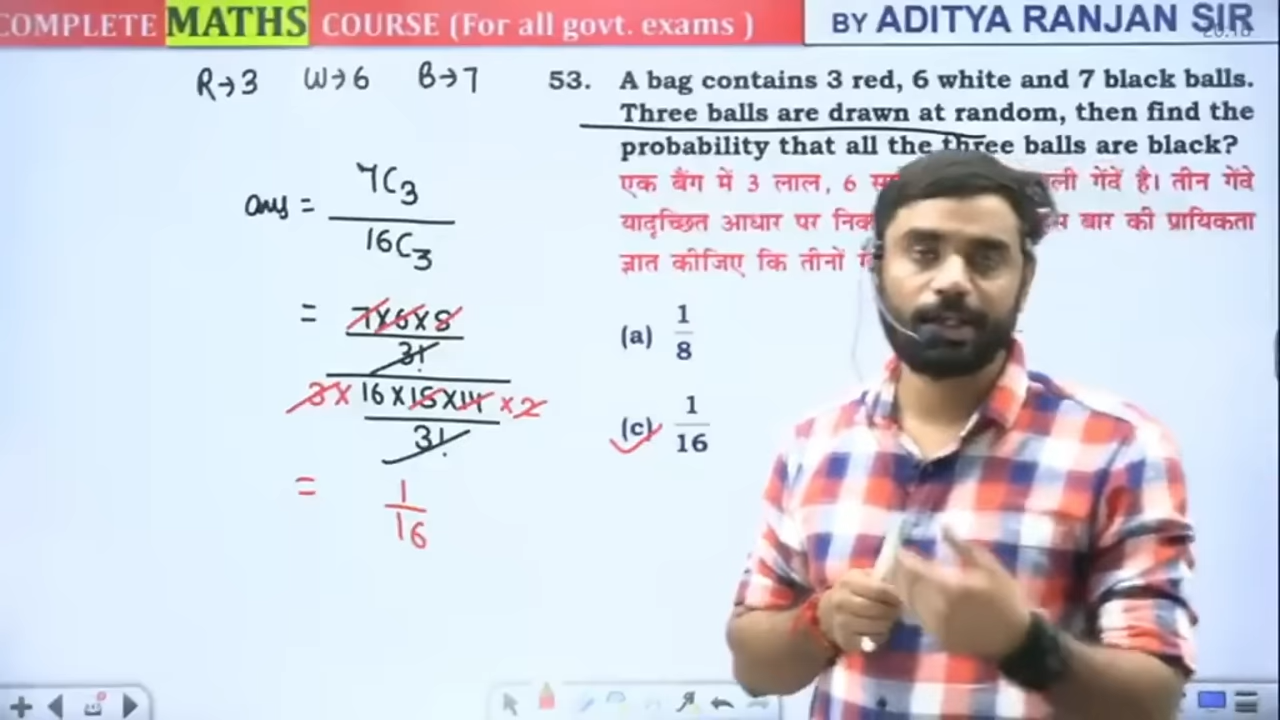 COMPLETE MATHS COURSE (For all govt. exams )
BY ADITYA RANJAN SIR
R→3 W→6 B→7
ans = 7C3
16C3
= 7×6×5
3!
3× 16×15×14 ×2
3!
= 1
16
53. A bag contains 3 red, 6 white and 7 black balls.
Three balls are drawn at random, then find the
probability that all the three balls are black?
एक बैंग में 3 लाल, 6 गेंदे है। तीन गेंदे
यादृच्छित आधार पर बार की प्रायिकता
ज्ञात कीजिए कि तीनों
(a) 1
8
(c) 1
16